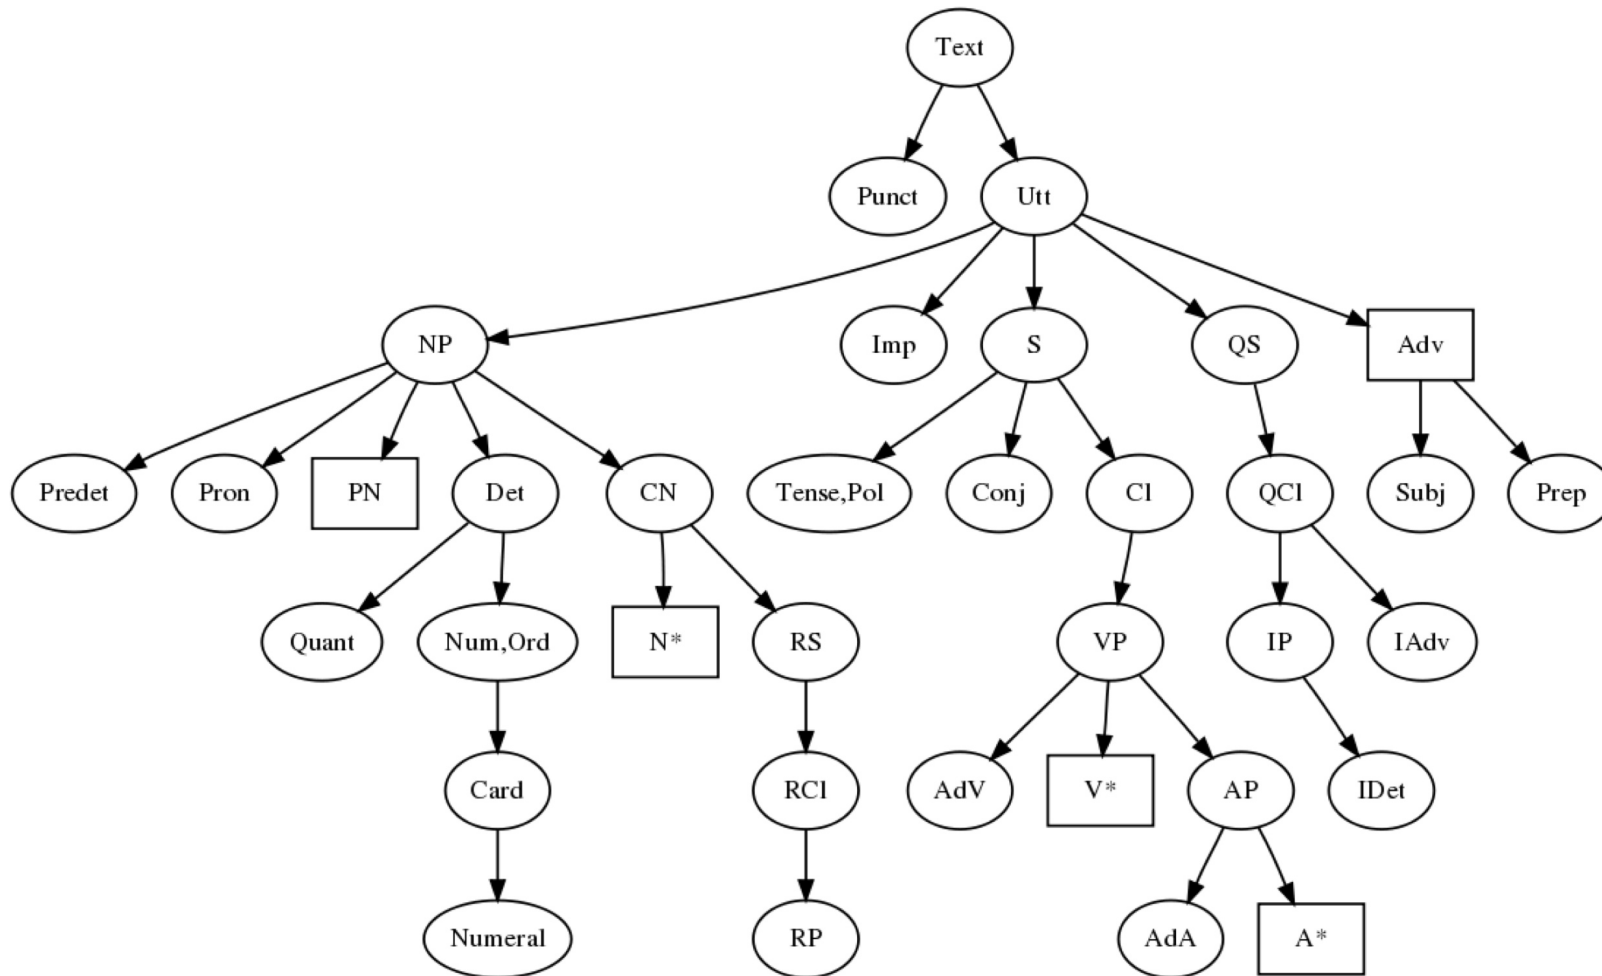 Text
Punct
Utt
NP
Imp
S
QS
Adv
Predet
Pron
PN
Det
CN
Tense,Pol
Conj
Cl
QCl
Subj
Prep
Quant
Num,Ord
N*
RS
VP
IP
IAdv
Card
RCl
AdV
V*
AP
IDet
Numeral
RP
AdA
A*